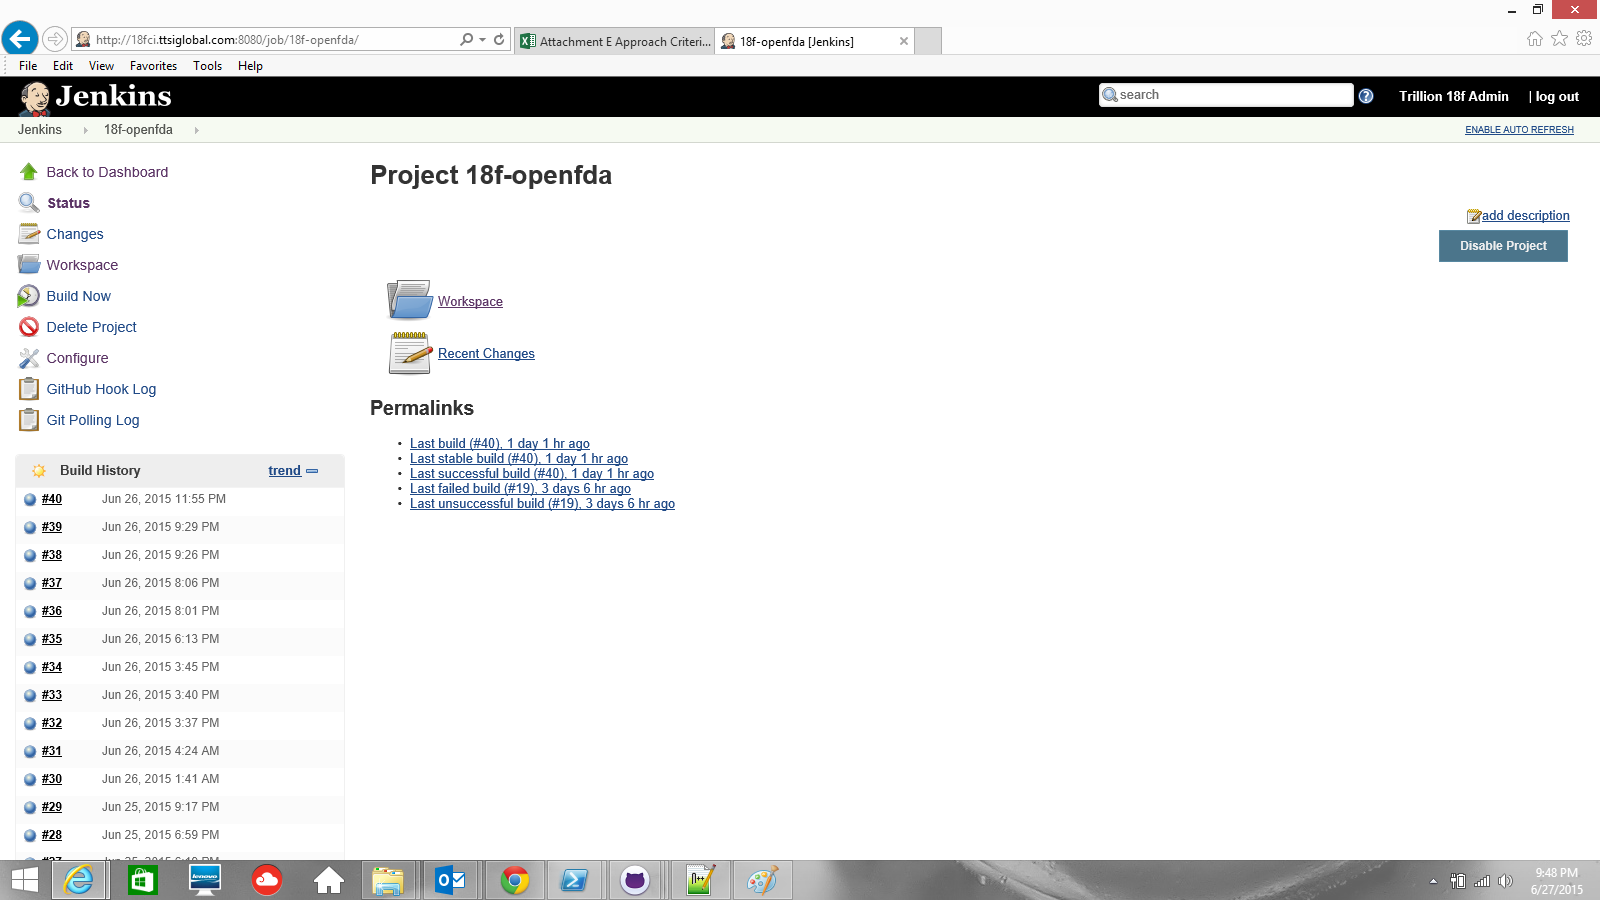 http://18fci.ttsiglobal.com:8080/job/18f-openfda/
Attachment E Approach Criteri...
18f-openfda [Jenkins]
File Edit View Favorites Tools Help
Jenkins
search
Trillion 18f Admin
| log out
Jenkins
18f-openfda
ENABLE AUTO REFRESH
Back to Dashboard
Status
Changes
Workspace
Build Now
Delete Project
Configure
GitHub Hook Log
Git Polling Log
Project 18f-openfda
add description
Disable Project
Workspace
Recent Changes
Permalinks
Last build (#40), 1 day 1 hr ago
Last stable build (#40), 1 day 1 hr ago
Last successful build (#40), 1 day 1 hr ago
Last failed build (#19), 3 days 6 hr ago
Last unsuccessful build (#19), 3 days 6 hr ago
Build History
trend
#40 Jun 26, 2015 11:55 PM
#39 Jun 26, 2015 9:29 PM
#38 Jun 26, 2015 9:26 PM
#37 Jun 26, 2015 8:06 PM
#36 Jun 26, 2015 8:01 PM
#35 Jun 26, 2015 6:13 PM
#34 Jun 26, 2015 3:45 PM
#33 Jun 26, 2015 3:40 PM
#32 Jun 26, 2015 3:37 PM
#31 Jun 26, 2015 4:24 AM
#30 Jun 26, 2015 1:41 AM
#29 Jun 25, 2015 9:17 PM
#28 Jun 25, 2015 6:59 PM
lenovo
9:48 PM
6/27/2015